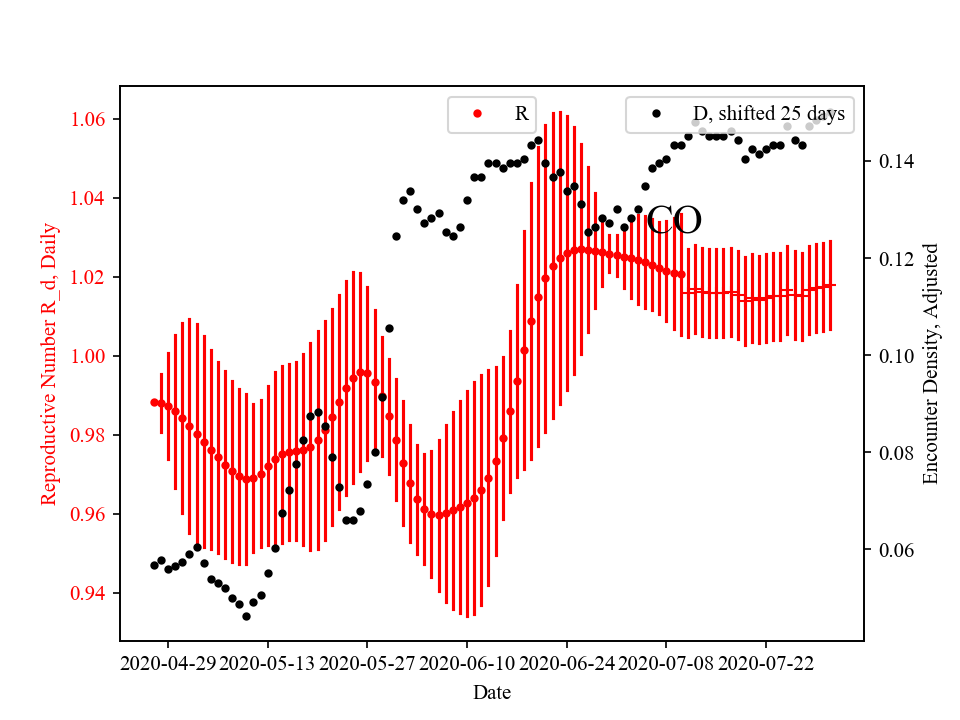 R
D, shifted 25 days
CO
1.06
1.04
1.02
1.00
0.98
0.96
0.94
Reproductive Number R_d, Daily
0.14
0.12
0.10
0.08
0.06
Encounter Density, Adjusted
2020-04-29 2020-05-13 2020-05-27 2020-06-10 2020-06-24 2020-07-08 2020-07-22
Date